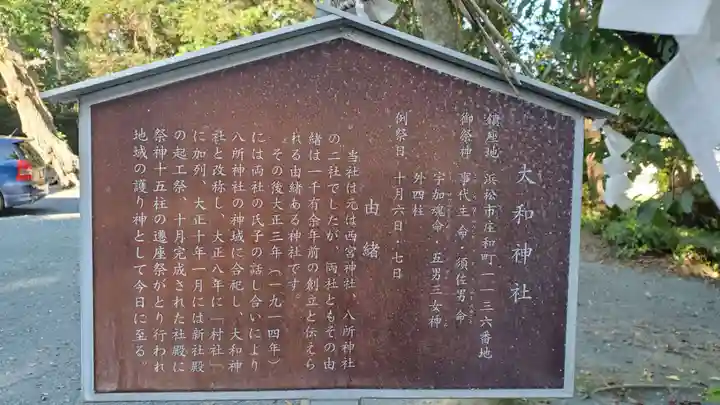 大和神社
鎮座地 浜松市庄和町一一三六番地
御祭神 事代主命・須佐男命
宇加魂命・五男三女神
外四柱
例祭日 十月六日・七日
由緒
当社は元は西宮神社、八所神社
の二社でしたが、両社ともその由
緒は一千有余年前の創立と伝えら
れる由緒ある神社です。
その後大正三年（一九一四年）
には両社の氏子の話し合いにより
八所神社の神域に合祀し、大和神
社と改称し、大正八年に「村社」
に加列、大正十年一月には新社殿
の起工祭、十月完成された社殿に
祭神十五柱の遷座祭がとり行われ
地域の護り神として今日に至る。